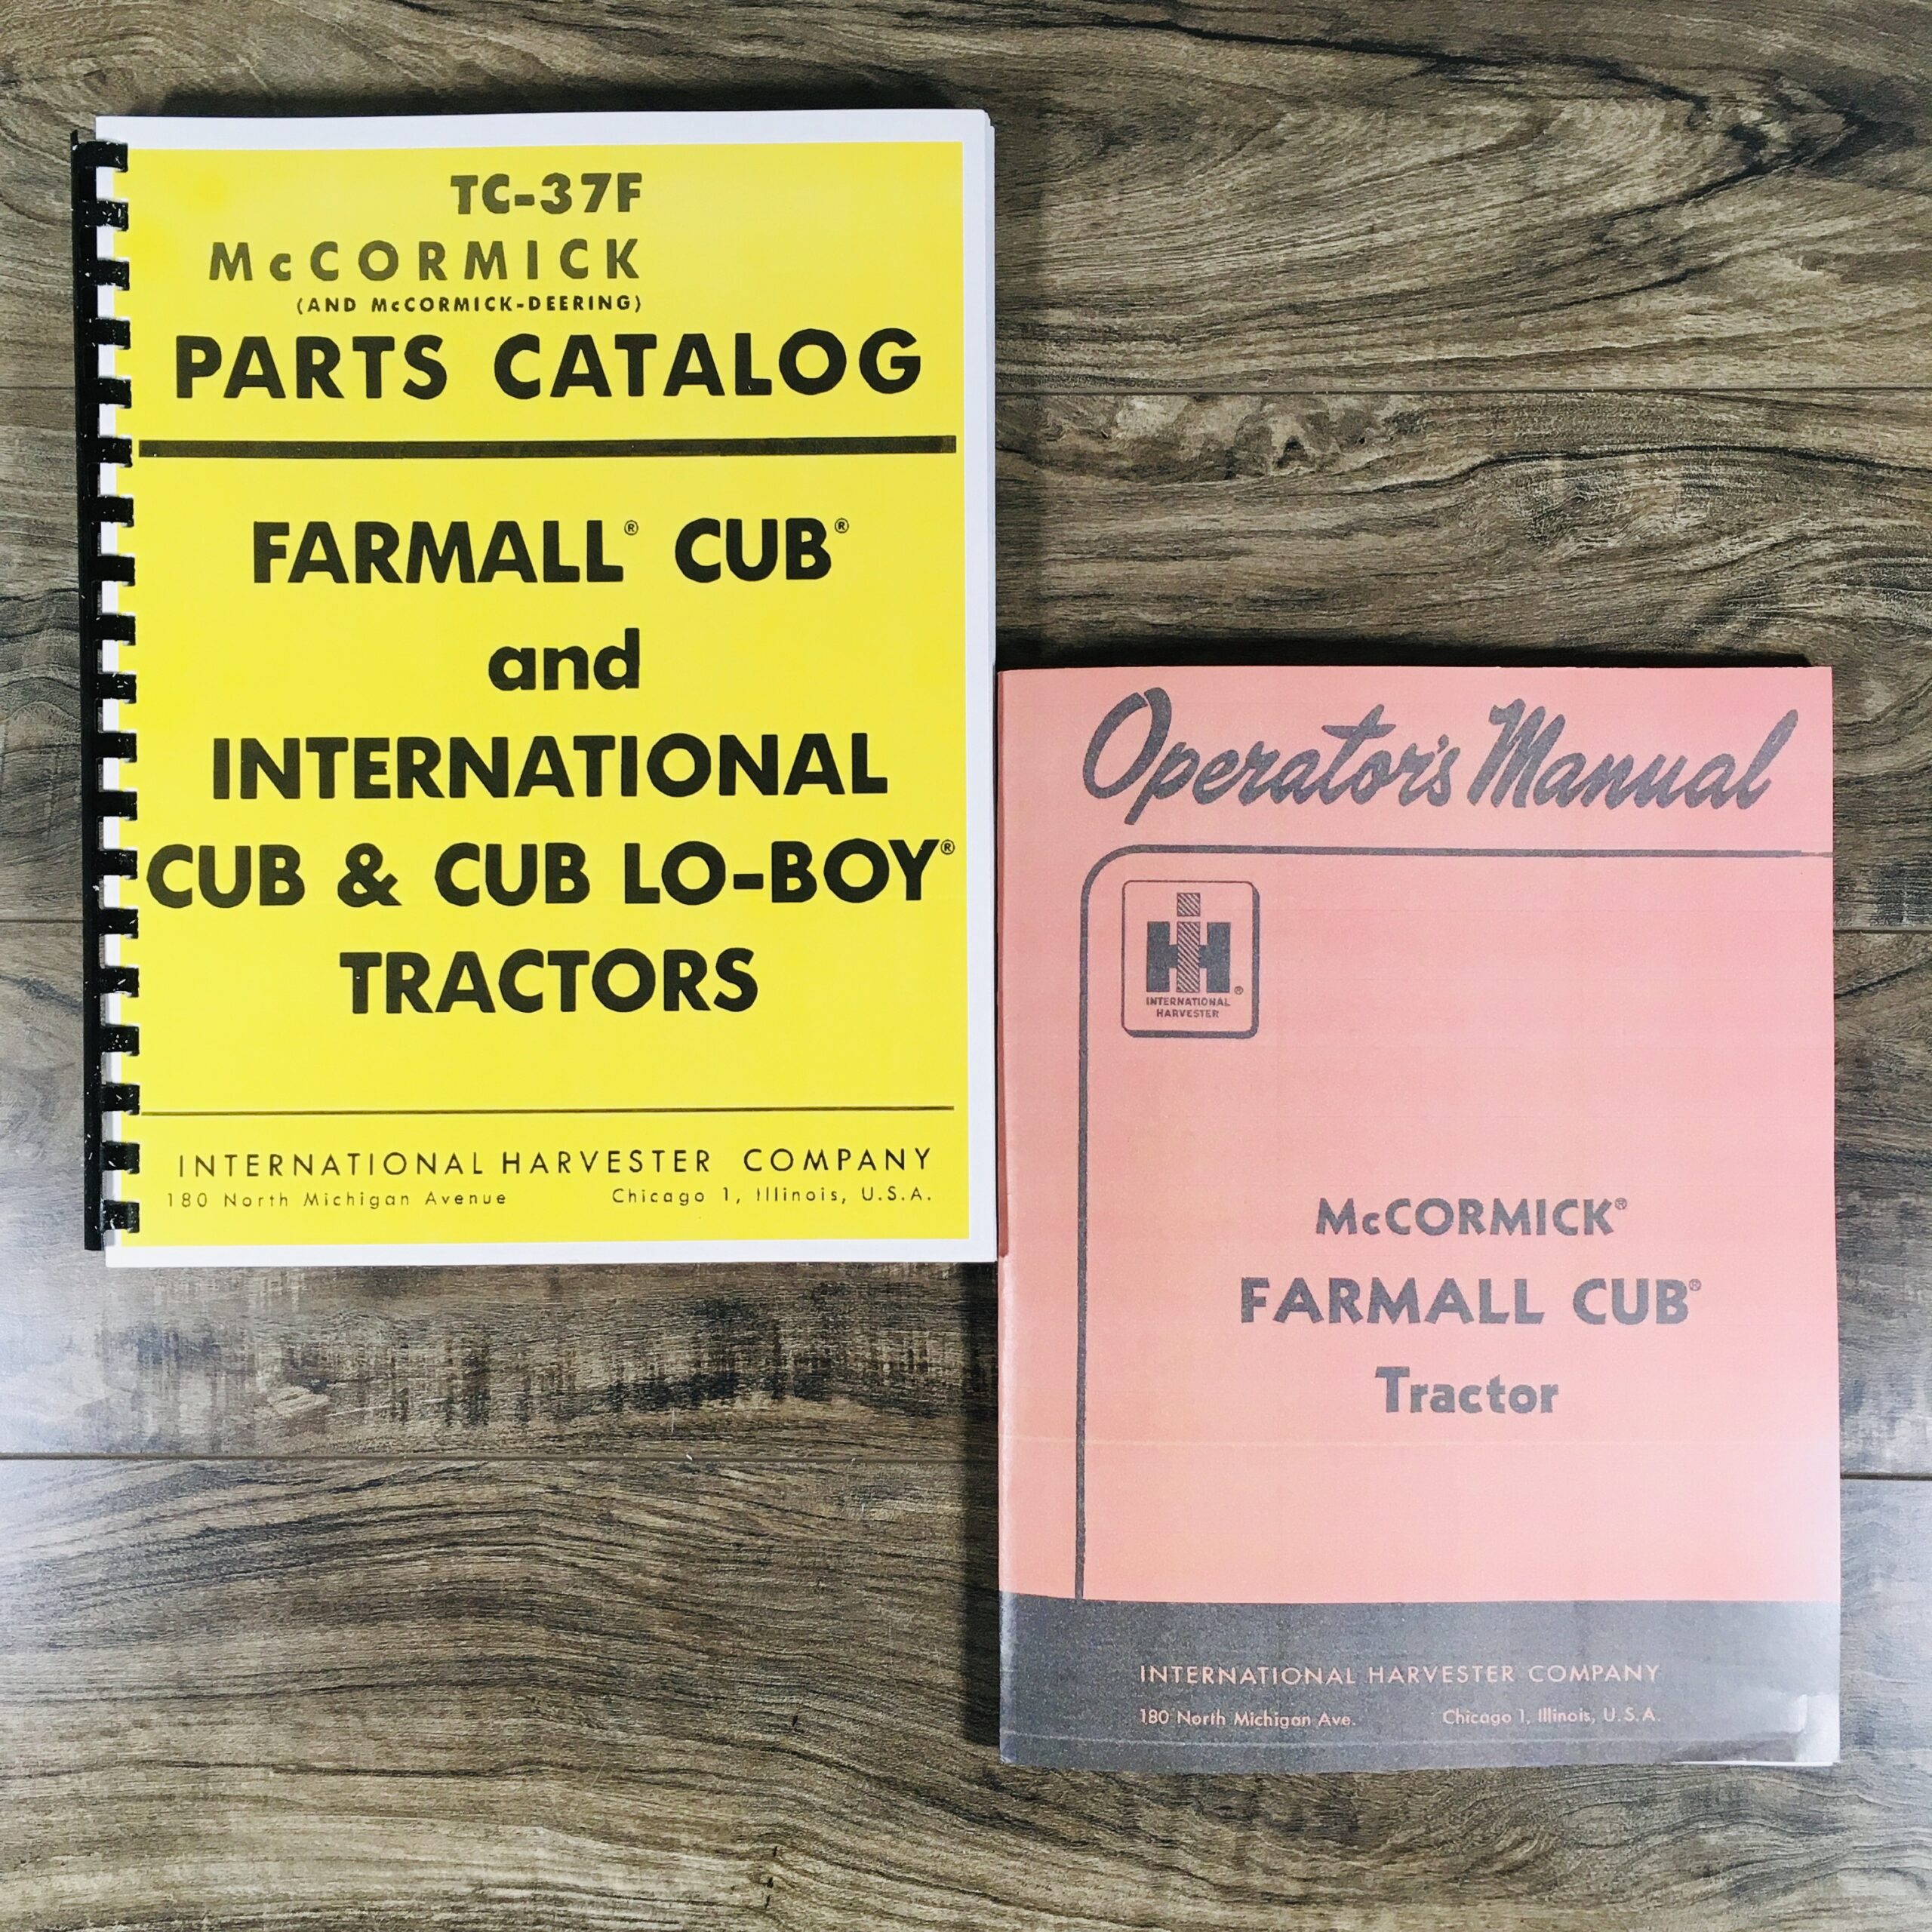 TC-37F
McCORMICK
(AND McCORMICK-DEERING)
PARTS CATALOG
FARMALL® CUB®
and
INTERNATIONAL
CUB & CUB LO-BOY®
TRACTORS
INTERNATIONAL HARVESTER COMPANY
180 North Michigan Avenue Chicago 1, Illinois, U.S.A.
Operator's Manual
IH®
INTERNATIONAL
HARVESTER
McCORMICK®
FARMALL CUB®
Tractor
INTERNATIONAL HARVESTER COMPANY
180 North Michigan Ave. Chicago 1, Illinois, U.S.A.